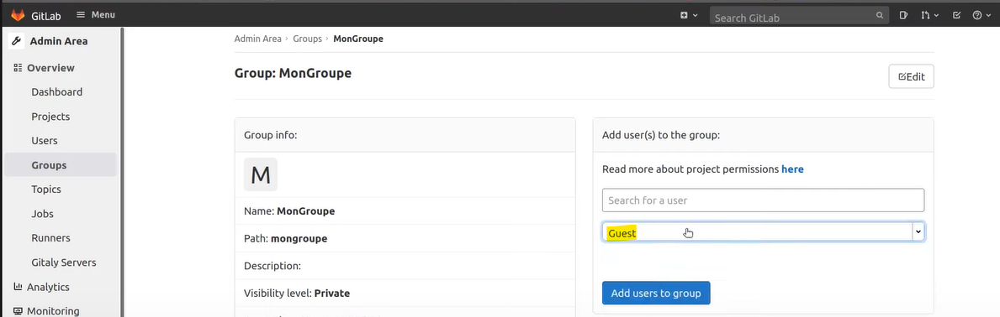 GitLab
Menu
Search GitLab
Admin Area
Overview
Dashboard
Projects
Users
Groups
Topics
Jobs
Runners
Gitaly Servers
Analytics
Monitoring
Admin Area › Groups › MonGroupe
Group: MonGroupe
Edit
Group info:
M
Name: MonGroupe
Path: mongroupe
Description:
Visibility level: Private
Add user(s) to the group:
Read more about project permissions here
Search for a user
Guest
Add users to group